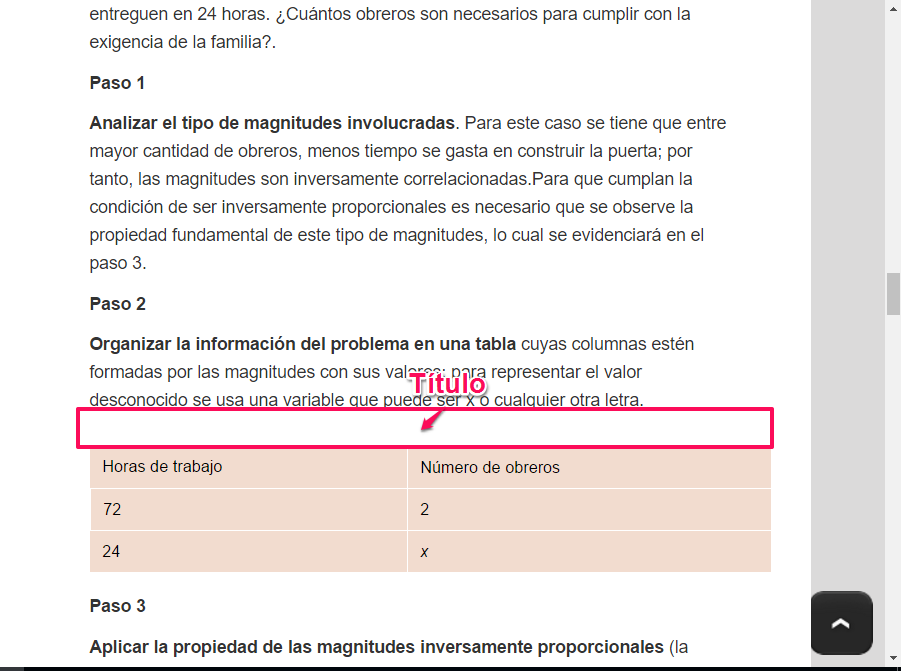 entreguen en 24 horas. ¿Cuántos obreros son necesarios para cumplir con la
exigencia de la familia?.
Paso 1
Analizar el tipo de magnitudes involucradas. Para este caso se tiene que entre
mayor cantidad de obreros, menos tiempo se gasta en construir la puerta; por
tanto, las magnitudes son inversamente correlacionadas.Para que cumplan la
condición de ser inversamente proporcionales es necesario que se observe la
propiedad fundamental de este tipo de magnitudes, lo cual se evidenciará en el
paso 3.
Paso 2
Organizar la información del problema en una tabla cuyas columnas estén
formadas por las magnitudes con sus valores; para representar el valor
Título
desconocido se usa una variable que puede ser x o cualquier otra letra.
Horas de trabajo Número de obreros
72 2
24 x
Paso 3
Aplicar la propiedad de las magnitudes inversamente proporcionales (la